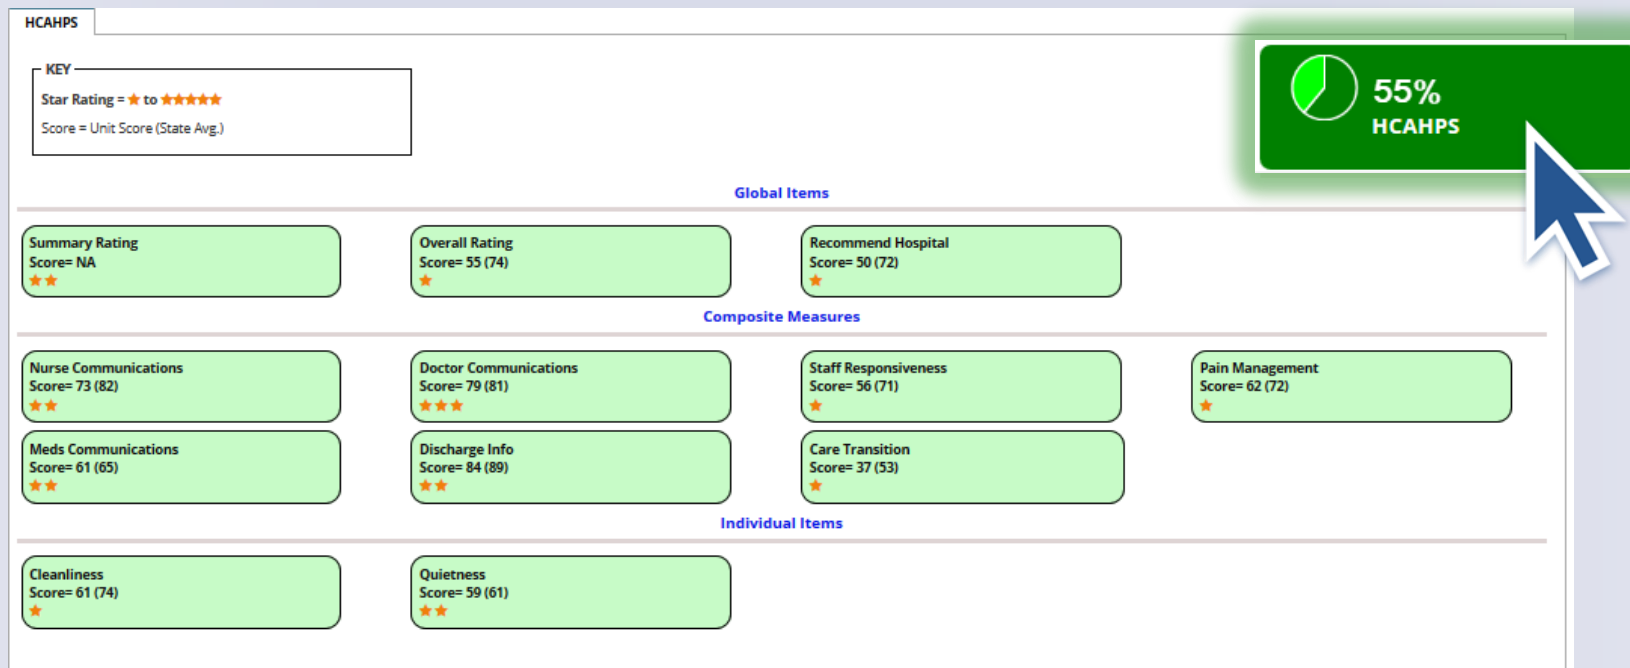 HCAHPS
KEY
Star Rating = ★ to ★★★★★
Score = Unit Score (State Avg.)
55%
HCAHPS
Global Items
Summary Rating
Score= NA
★★
Overall Rating
Score= 55 (74)
★
Recommend Hospital
Score= 50 (72)
★
Composite Measures
Nurse Communications
Score= 73 (82)
★★
Doctor Communications
Score= 79 (81)
★★★
Staff Responsiveness
Score= 56 (71)
★
Pain Management
Score= 62 (72)
★
Meds Communications
Score= 61 (65)
★★
Discharge Info
Score= 84 (89)
★★
Care Transition
Score= 37 (53)
★
Individual Items
Cleanliness
Score= 61 (74)
★
Quietness
Score= 59 (61)
★★